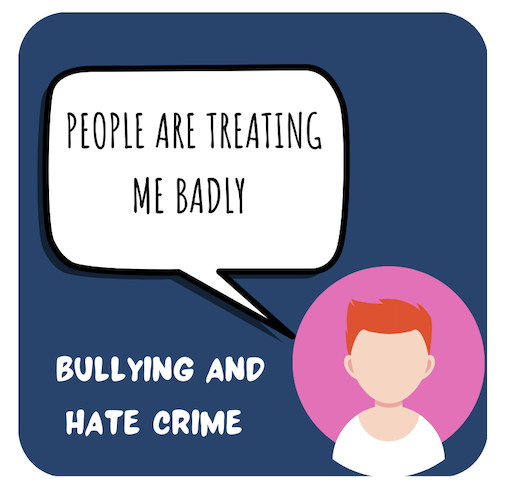 PEOPLE ARE TREATING
ME BADLY
BULLYING AND
HATE CRIME